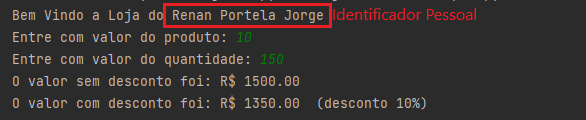 Bem Vindo a Loja do Renan Portela Jorge Identificador Pessoal
Entre com valor do produto: 10
Entre com valor do quantidade: 150
O valor sem desconto foi: R$ 1500.00
O valor com desconto foi: R$ 1350.00 (desconto 10%)